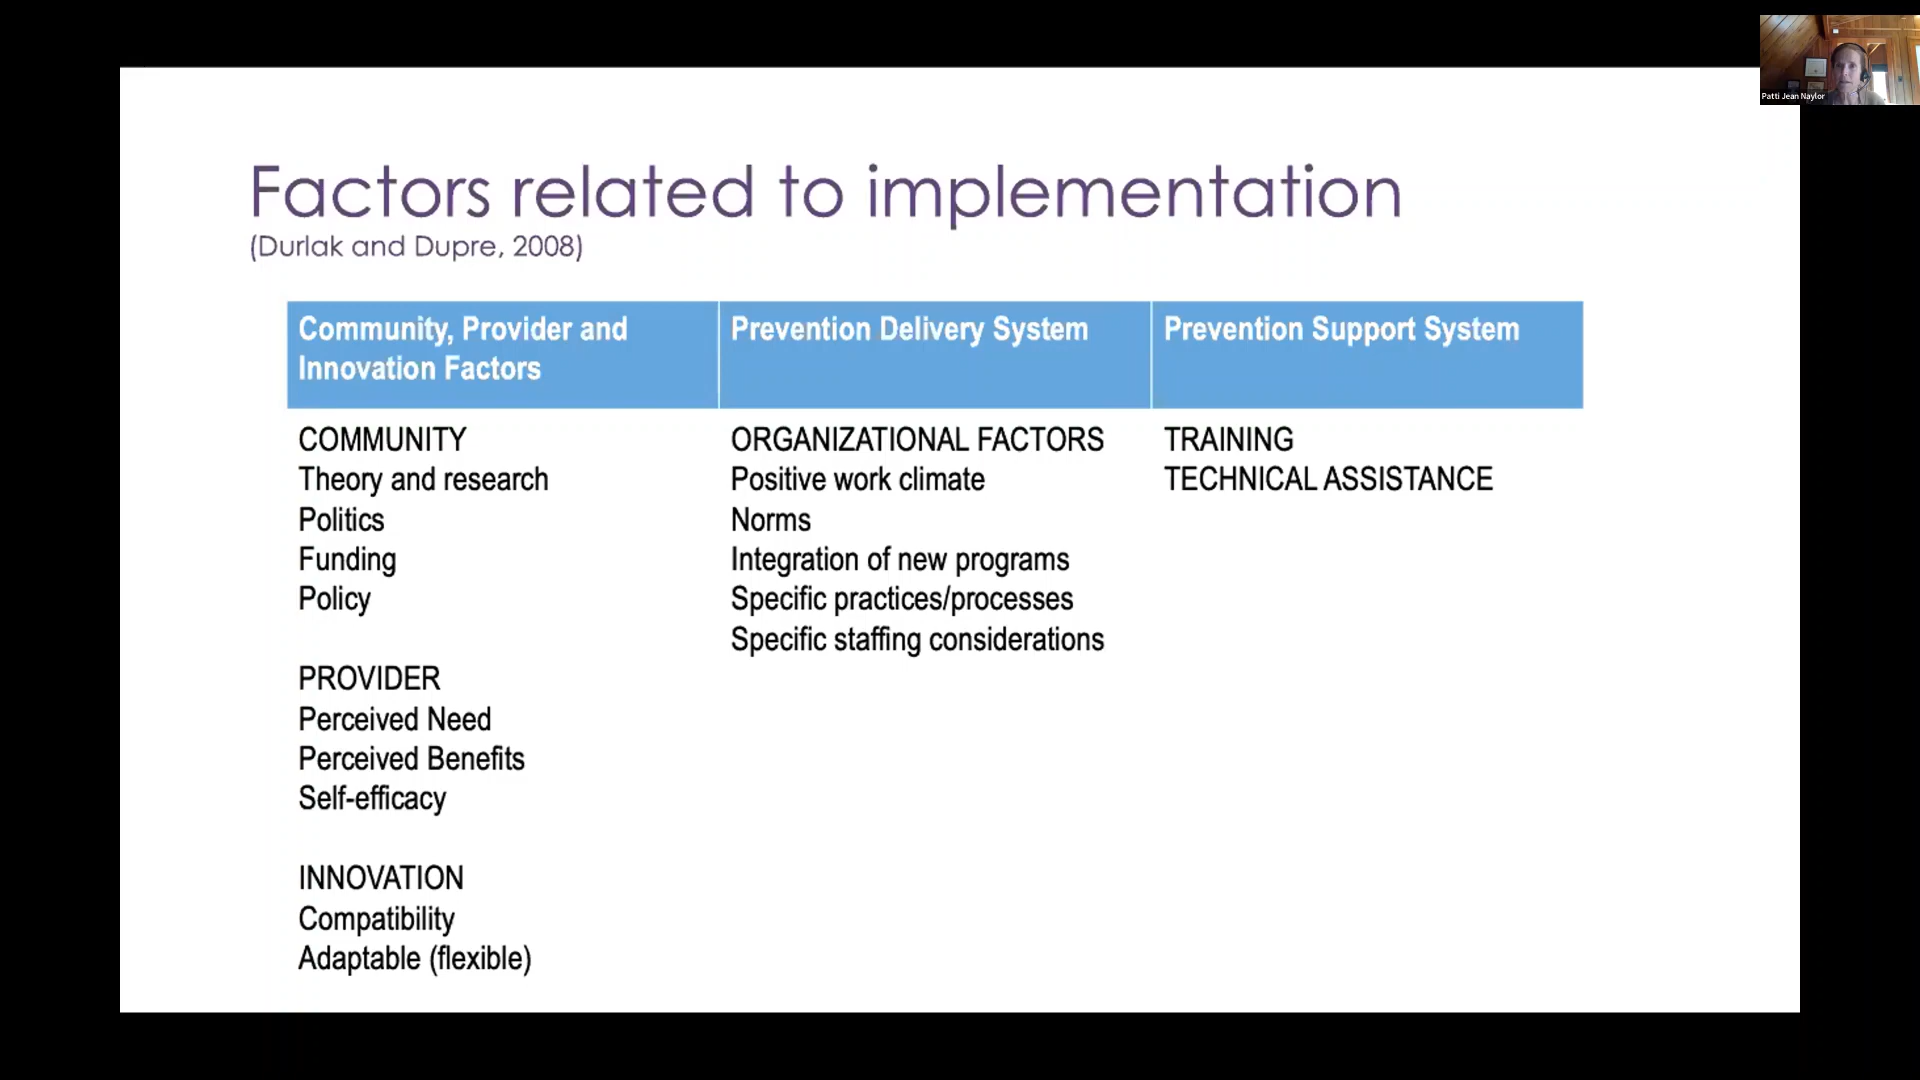 Patti Jean Naylor
Factors related to implementation
(Durlak and Dupre, 2008)
Community, Provider and
Innovation Factors
COMMUNITY
Theory and research
Politics
Funding
Policy
PROVIDER
Perceived Need
Perceived Benefits
Self-efficacy
INNOVATION
Compatibility
Adaptable (flexible)
Prevention Delivery System
ORGANIZATIONAL FACTORS
Positive work climate
Norms
Integration of new programs
Specific practices/processes
Specific staffing considerations
Prevention Support System
TRAINING
TECHNICAL ASSISTANCE